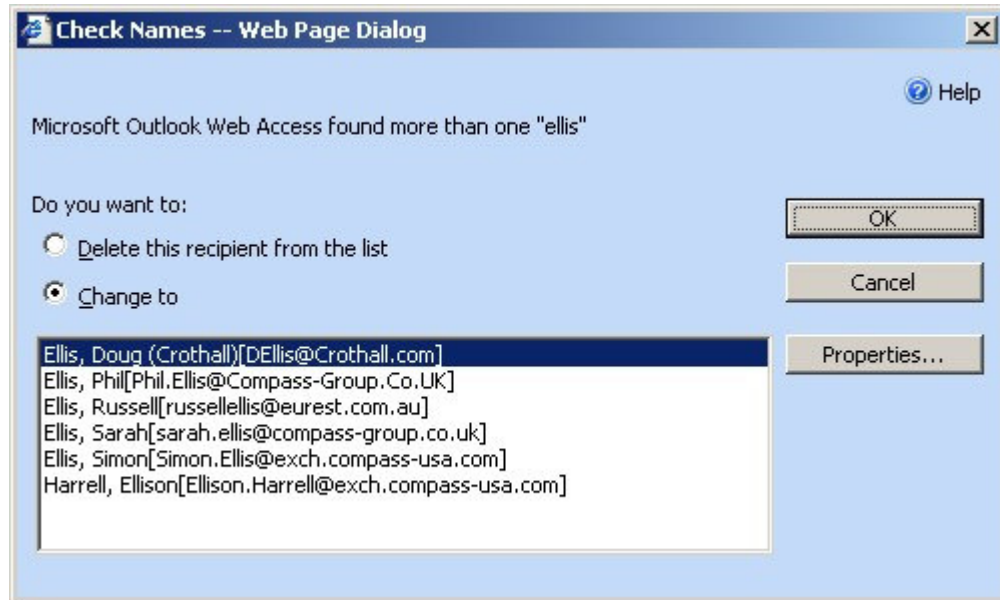 Check Names -- Web Page Dialog
Help
Microsoft Outlook Web Access found more than one "ellis"
Do you want to:
Delete this recipient from the list
OK
Change to
Cancel
Ellis, Doug (Crothall)[DEllis@Crothall.com]
Properties...
Ellis, Phil[Phil.Ellis@Compass-Group.Co.UK]
Ellis, Russell[russellellis@eurest.com.au]
Ellis, Sarah[sarah.ellis@compass-group.co.uk]
Ellis, Simon[Simon.Ellis@exch.compass-usa.com]
Harrell, Ellison[Ellison.Harrell@exch.compass-usa.com]